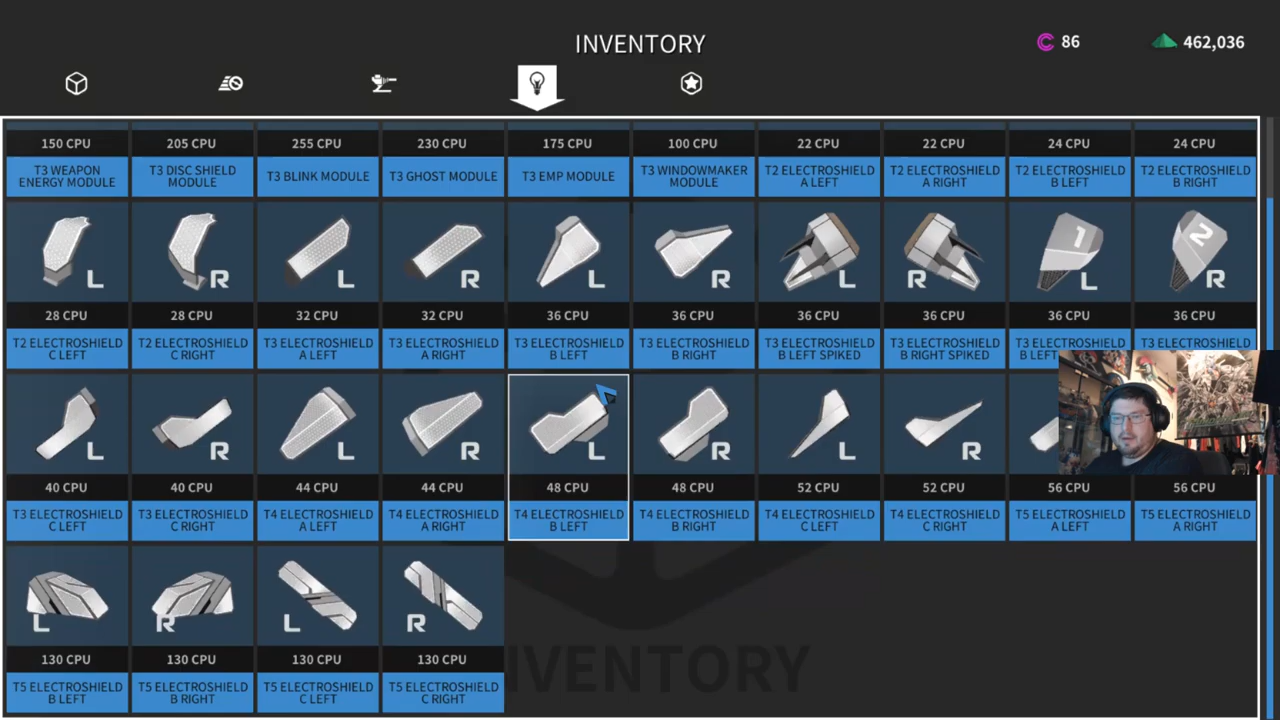 INVENTORY
86
462,036
150 CPU 205 CPU 255 CPU 230 CPU 175 CPU 100 CPU 22 CPU 22 CPU 24 CPU 24 CPU
T3 WEAPON
ENERGY MODULE
T3 DISC SHIELD
MODULE
T3 BLINK MODULE
T3 GHOST MODULE
T3 EMP MODULE
T3 WINDOWMAKER
MODULE
T2 ELECTROSHIELD
A LEFT
T2 ELECTROSHIELD
A RIGHT
T2 ELECTROSHIELD
B LEFT
T2 ELECTROSHIELD
B RIGHT
L R L R L R L R 1 L 2 R
28 CPU 28 CPU 32 CPU 32 CPU 36 CPU 36 CPU 36 CPU 36 CPU 36 CPU 36 CPU
T2 ELECTROSHIELD
C LEFT
T2 ELECTROSHIELD
C RIGHT
T3 ELECTROSHIELD
A LEFT
T3 ELECTROSHIELD
A RIGHT
T3 ELECTROSHIELD
B LEFT
T3 ELECTROSHIELD
B RIGHT
T3 ELECTROSHIELD
B LEFT SPIKED
T3 ELECTROSHIELD
B RIGHT SPIKED
T3 ELECTROSHIELD
B LEFT
T3 ELECTROSHIELD
L R L R L R L R
40 CPU 40 CPU 44 CPU 44 CPU 48 CPU 48 CPU 52 CPU 52 CPU 56 CPU 56 CPU
T3 ELECTROSHIELD
C LEFT
T3 ELECTROSHIELD
C RIGHT
T4 ELECTROSHIELD
A LEFT
T4 ELECTROSHIELD
A RIGHT
T4 ELECTROSHIELD
B LEFT
T4 ELECTROSHIELD
B RIGHT
T4 ELECTROSHIELD
C LEFT
T4 ELECTROSHIELD
C RIGHT
T5 ELECTROSHIELD
A LEFT
T5 ELECTROSHIELD
A RIGHT
L R L R
130 CPU 130 CPU 130 CPU 130 CPU
T5 ELECTROSHIELD
B LEFT
T5 ELECTROSHIELD
B RIGHT
T5 ELECTROSHIELD
C LEFT
T5 ELECTROSHIELD
C RIGHT
NVENTORY